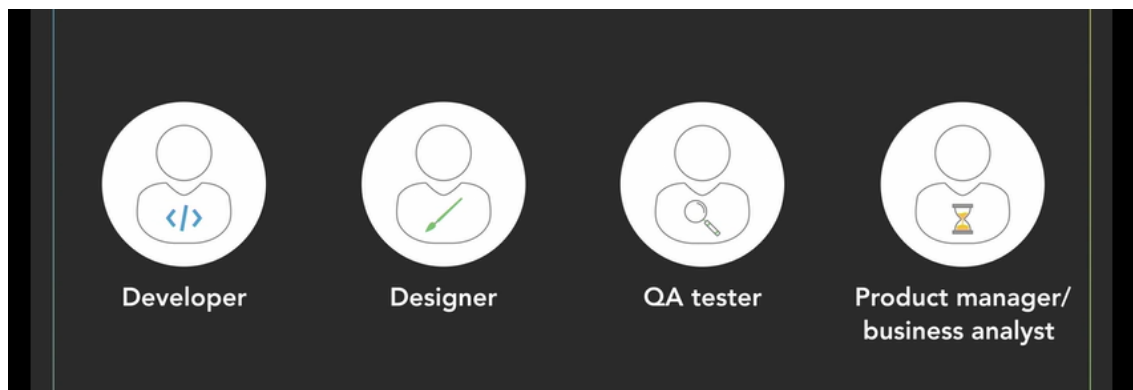 </>
Developer
Designer
QA tester
Product manager/
business analyst